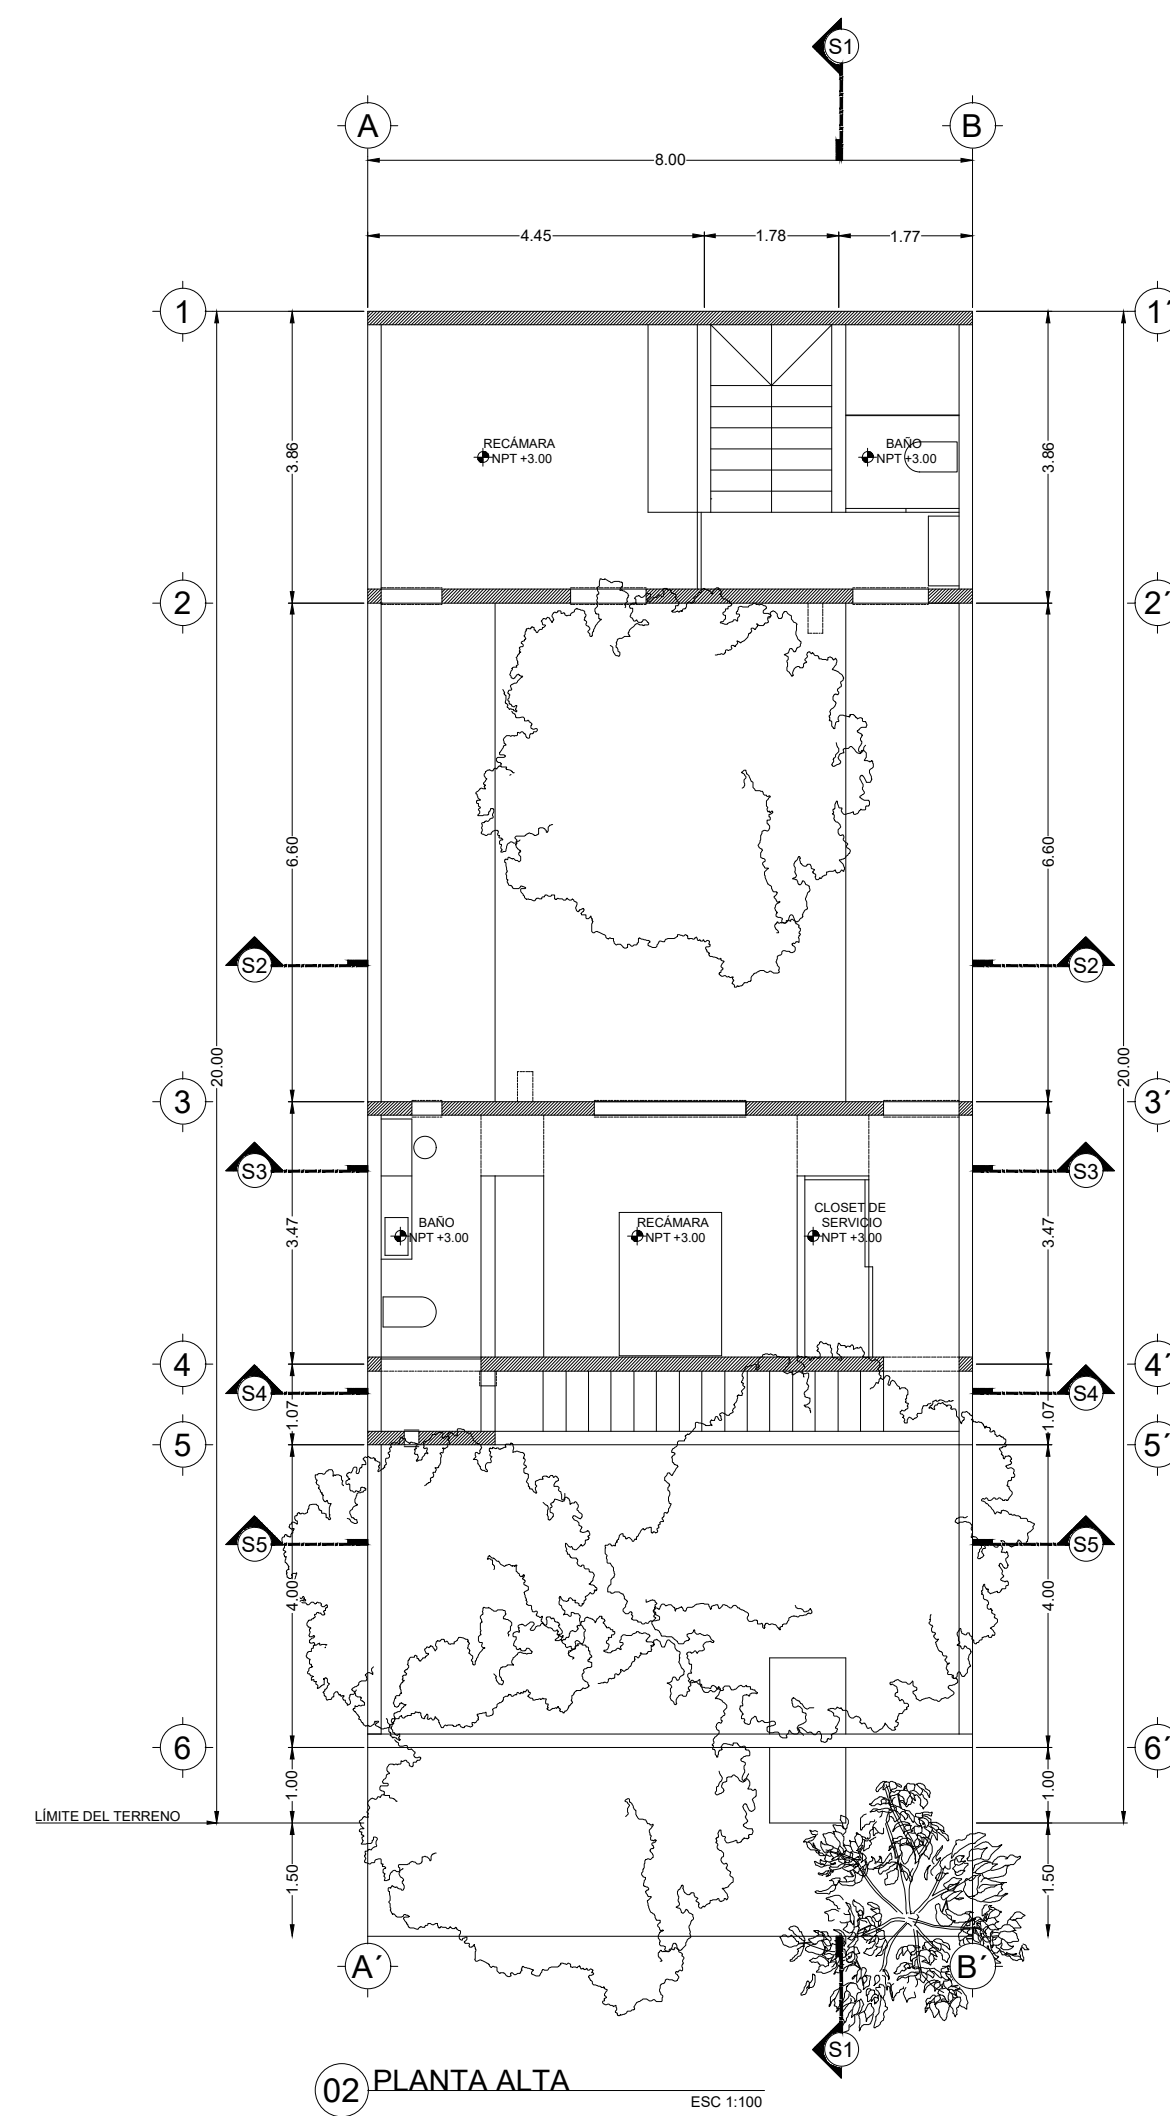 S1
A
B
8.00
4.45
1.78
1.77
1
1´
3.86
3.86
RECÁMARA
NPT +3.00
BAÑO
NPT +3.00
2
2´
6.60
6.60
S2
S2
20.00
20.00
3
3´
S3
S3
3.47
3.47
BAÑO
NPT +3.00
RECÁMARA
NPT +3.00
CLOSET DE
SERVICIO
NPT +3.00
4
4´
S4
S4
1.07
1.07
5
5´
S5
S5
4.00
4.00
6
6´
1.00
1.00
LÍMITE DEL TERRENO
1.50
1.50
A´
B´
S1
02
PLANTA ALTA
ESC 1:100